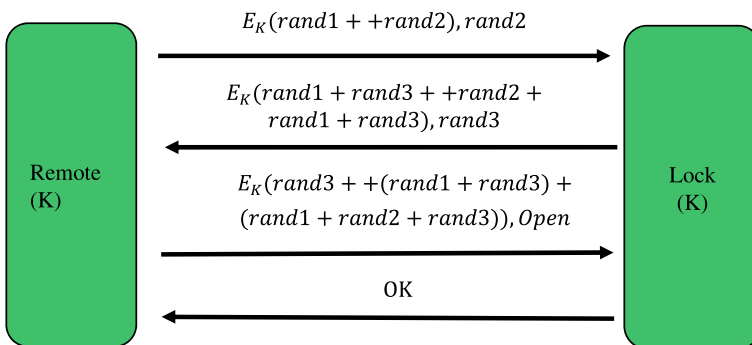 E_K(rand1 + +rand2), rand2
E_K(rand1 + rand3 + +rand2 +
rand1 + rand3), rand3
Remote
(K)
E_K(rand3 + +(rand1 + rand3) +
(rand1 + rand2 + rand3)), Open
Lock
(K)
OK